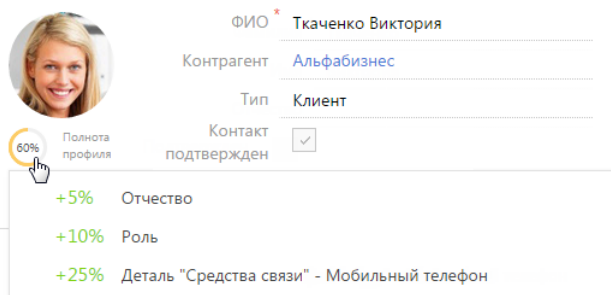 ФИО * Ткаченко Виктория
Контрагент Альфабизнес
Тип Клиент
60% Полнота профиля
Контакт подтвержден
+5% Отчество
+10% Роль
+25% Деталь "Средства связи" - Мобильный телефон